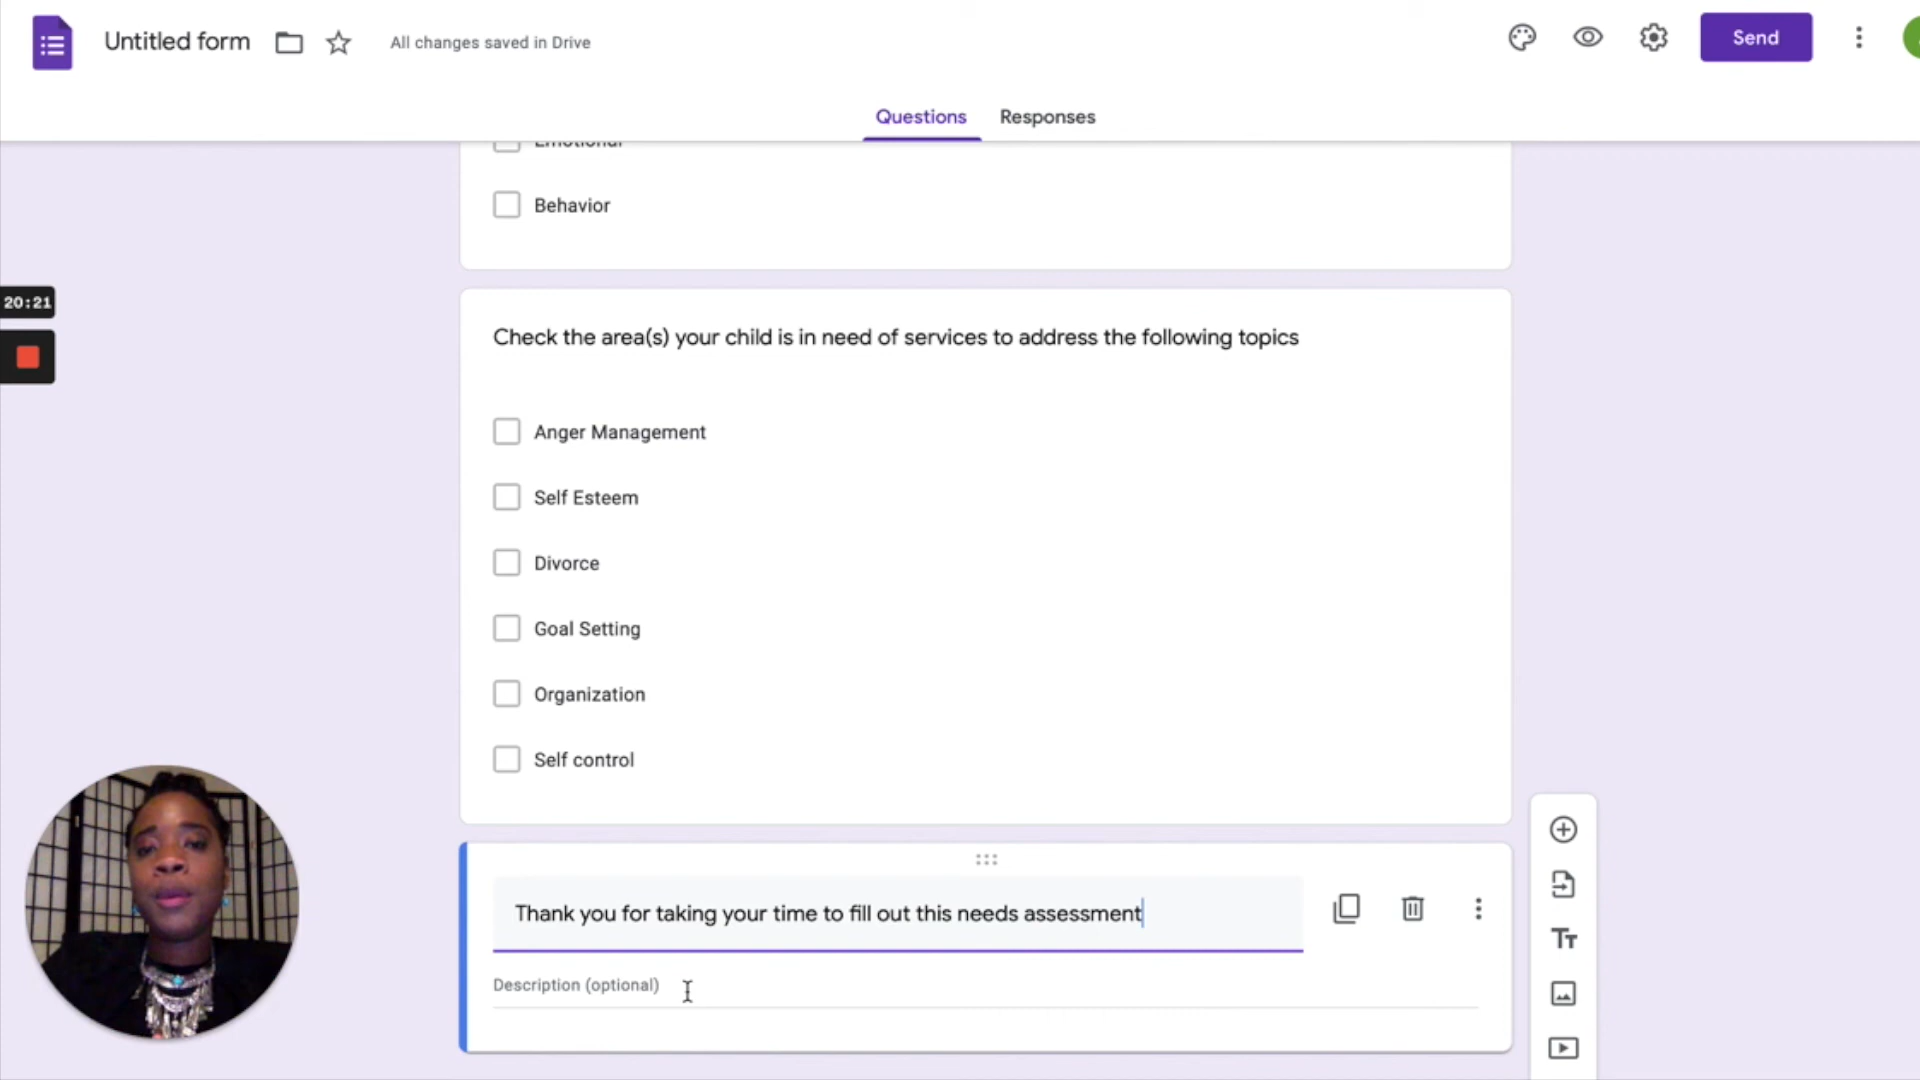 Untitled form
All changes saved in Drive
Send
Questions
Responses
Emotional
Behavior
20:21
Check the area(s) your child is in need of services to address the following topics
Anger Management
Self Esteem
Divorce
Goal Setting
Organization
Self control
Thank you for taking your time to fill out this needs assessment
Description (optional)
Tт